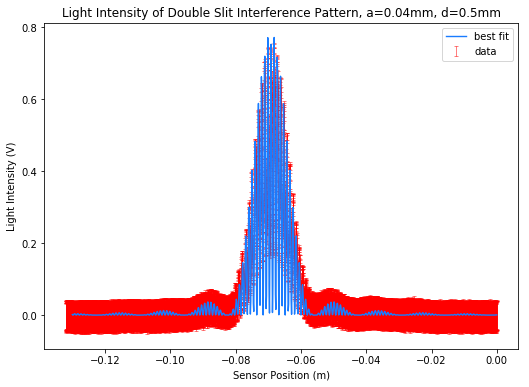 Light Intensity of Double Slit Interference Pattern, a=0.04mm, d=0.5mm
best fit
data
0.8
0.6
0.4
0.2
0.0
Light Intensity (V)
−0.12 −0.10 −0.08 −0.06 −0.04 −0.02 0.00
Sensor Position (m)